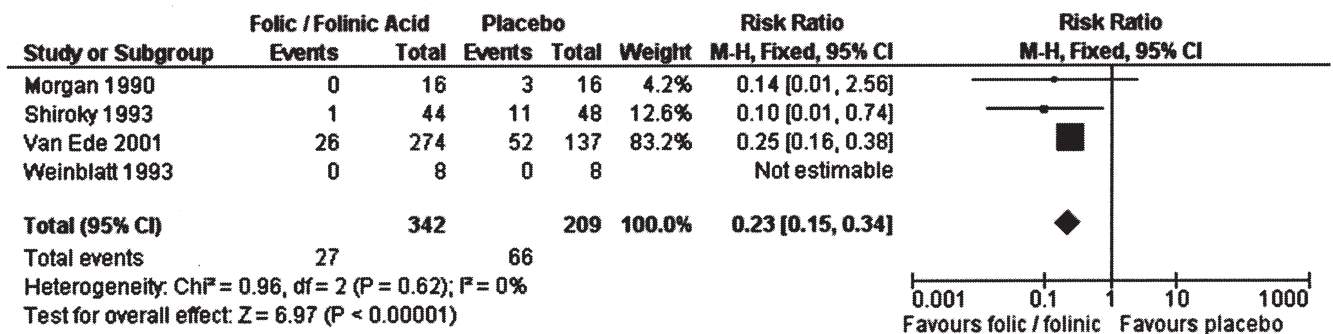 Folic / Folinic Acid Placebo Risk Ratio Risk Ratio
Study or Subgroup Events Total Events Total Weight M-H, Fixed, 95% CI M-H, Fixed, 95% CI
Morgan 1990 0 16 3 16 4.2% 0.14 [0.01, 2.56]
Shiroky 1993 1 44 11 48 12.6% 0.10 [0.01, 0.74]
Van Ede 2001 26 274 52 137 83.2% 0.25 [0.16, 0.38]
Weinblatt 1993 0 8 0 8 Not estimable
Total (95% CI) 342 209 100.0% 0.23 [0.15, 0.34]
Total events 27 66
Heterogeneity: Chi² = 0.96, df = 2 (P = 0.62); I² = 0%
Test for overall effect: Z = 6.97 (P < 0.00001)
0.001 0.1 1 10 1000
Favours folic / folinic Favours placebo